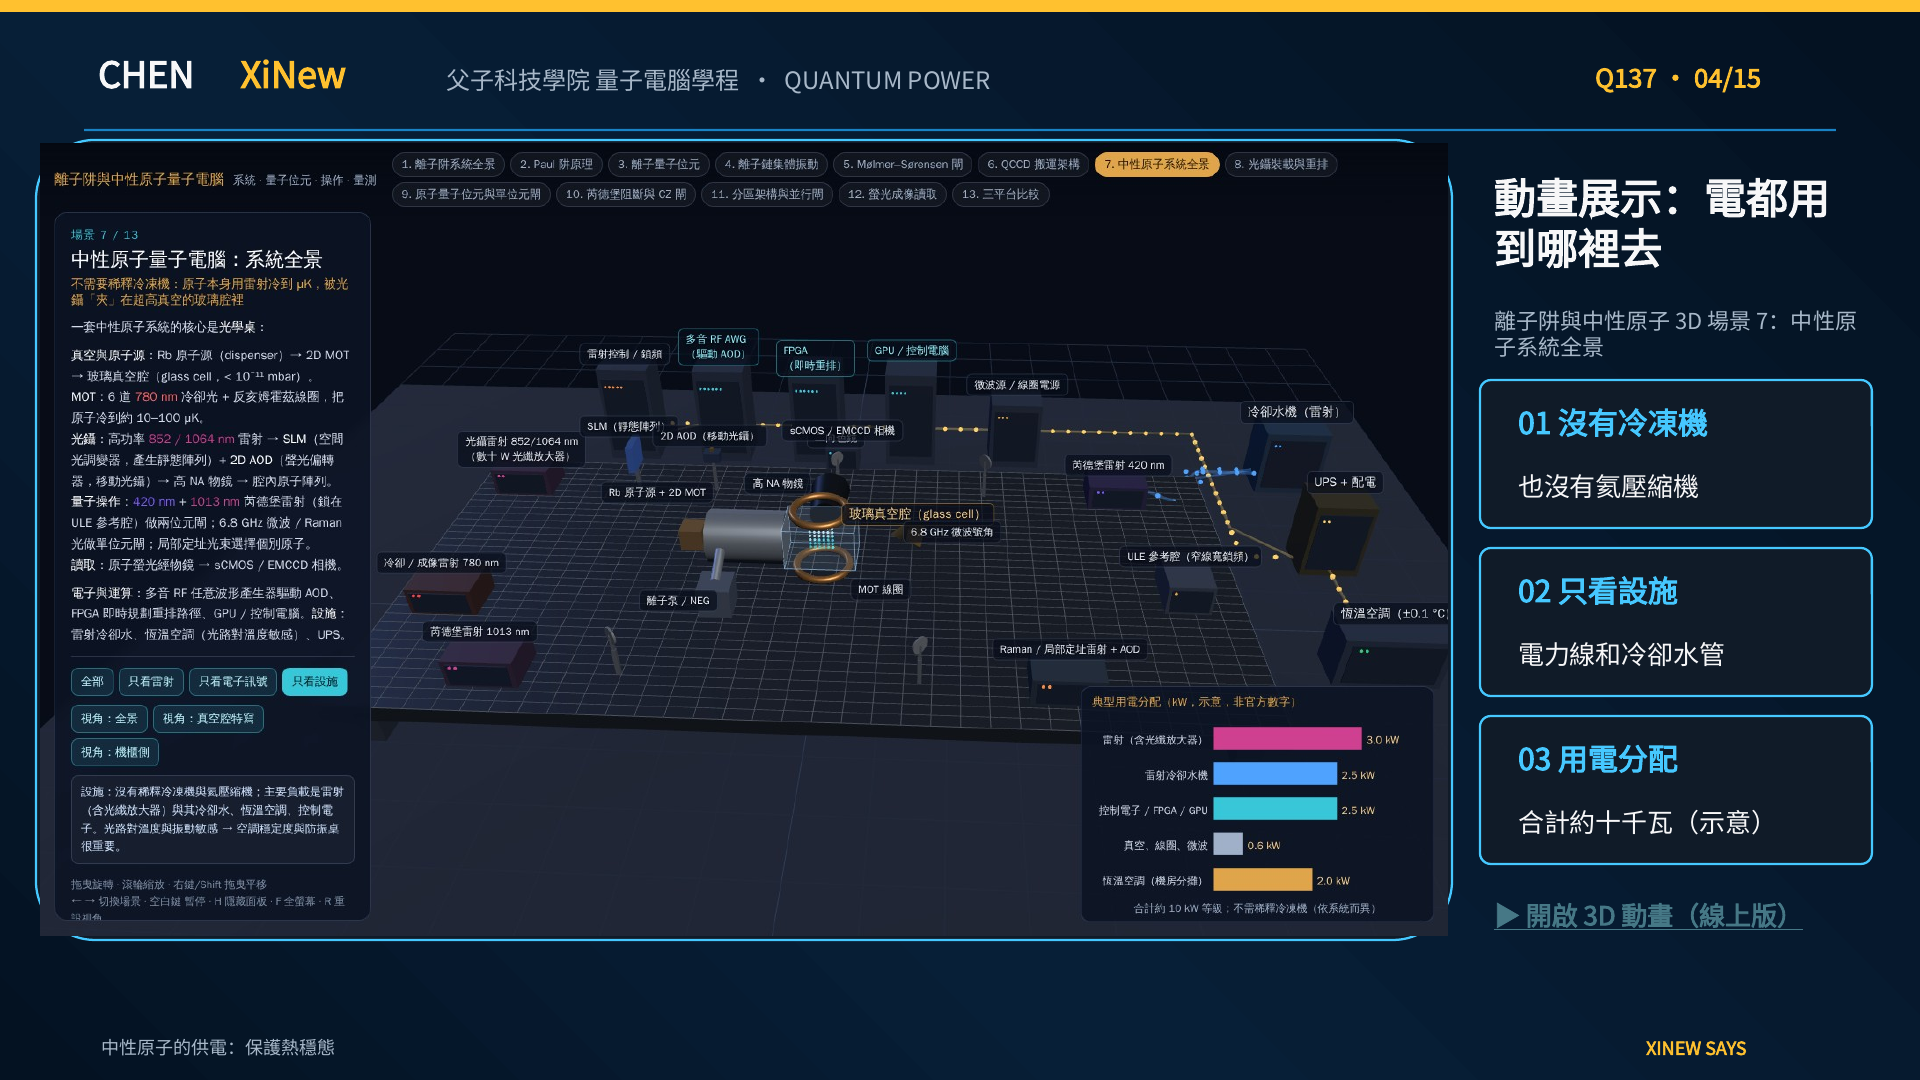 CHEN XiNew 父子科技學院 量子電腦學程 · QUANTUM POWER Q137 · 04/15
離子阱與中性原子量子電腦 系統 · 量子位元 · 操作 · 量測
1. 離子阱系統全景 2. Paul 阱原理 3. 離子量子位元 4. 離子鏈集體振動 5. Mølmer–Sørensen 閘 6. QCCD 搬運架構 7. 中性原子系統全景 8. 光鑷裝載與重排
9. 原子量子位元與單位元閘 10. 芮德堡阻斷與 CZ 閘 11. 分區架構與並行閘 12. 螢光成像讀取 13. 三平台比較
場景 7 / 13
中性原子量子電腦：系統全景
不需要稀釋冷凍機：原子本身用雷射冷到 μK，被光
鑷「夾」在超高真空的玻璃腔裡
一套中性原子系統的核心是光學桌：
真空與原子源：Rb 原子源（dispenser）→ 2D MOT
→ 玻璃真空腔（glass cell，< 10⁻¹¹ mbar）。
MOT：6 道 780 nm 冷卻光 + 反亥姆霍茲線圈，把
原子冷到約 10–100 μK。
光鑷：高功率 852 / 1064 nm 雷射 → SLM（空間
光調變器，產生靜態陣列）+ 2D AOD（聲光偏轉
器，移動光鑷）→ 高 NA 物鏡 → 腔內原子陣列。
量子操作：420 nm + 1013 nm 芮德堡雷射（鎖在
ULE 參考腔）做兩位元閘；6.8 GHz 微波 / Raman
光做單位元閘；局部定址光束選擇個別原子。
讀取：原子螢光經物鏡 → sCMOS / EMCCD 相機。
電子與運算：多音 RF 任意波形產生器驅動 AOD、
FPGA 即時規劃重排路徑、GPU / 控制電腦。設施：
雷射冷卻水、恆溫空調（光路對溫度敏感）、UPS。
全部 只看雷射 只看電子訊號 只看設施
視角：全景 視角：真空腔特寫
視角：機櫃側
設施：沒有稀釋冷凍機與氦壓縮機；主要負載是雷射
（含光纖放大器）與其冷卻水、恆溫空調、控制電
子。光路對溫度與振動敏感 → 空調穩定度與防振桌
很重要。
拖曳旋轉 · 滾輪縮放 · 右鍵/Shift 拖曳平移
← → 切換場景 · 空白鍵 暫停 · H 隱藏面板 · F 全螢幕 · R 重
設視角
雷射控制 / 鎖頻
多音 RF AWG
（驅動 AOD）
FPGA
（即時重排）
GPU / 控制電腦
微波源 / 線圈電源
冷卻水機（雷射）
光鑷雷射 852/1064 nm
（數十 W 光纖放大器）
SLM（靜態陣列）
2D AOD（移動光鑷）
sCMOS / EMCCD 相機
芮德堡雷射 420 nm
UPS + 配電
Rb 原子源 + 2D MOT
高 NA 物鏡
玻璃真空腔（glass cell）
6.8 GHz 微波號角
ULE 參考腔（窄線寬鎖頻）
冷卻 / 成像雷射 780 nm
離子泵 / NEG
MOT 線圈
恆溫空調（±0.1 °C
芮德堡雷射 1013 nm
Raman / 局部定址雷射 + AOD
典型用電分配（kW，示意，非官方數字）
雷射（含光纖放大器） 3.0 kW
雷射冷卻水機 2.5 kW
控制電子 / FPGA / GPU 2.5 kW
真空、線圈、微波 0.6 kW
恆溫空調（機房分攤） 2.0 kW
合計約 10 kW 等級；不需稀釋冷凍機（依系統而異）
動畫展示：電都用
到哪裡去
離子阱與中性原子 3D 場景 7：中性原
子系統全景
01 沒有冷凍機
也沒有氦壓縮機
02 只看設施
電力線和冷卻水管
03 用電分配
合計約十千瓦（示意）
▶ 開啟 3D 動畫（線上版）
中性原子的供電：保護熱穩態
XINEW SAYS